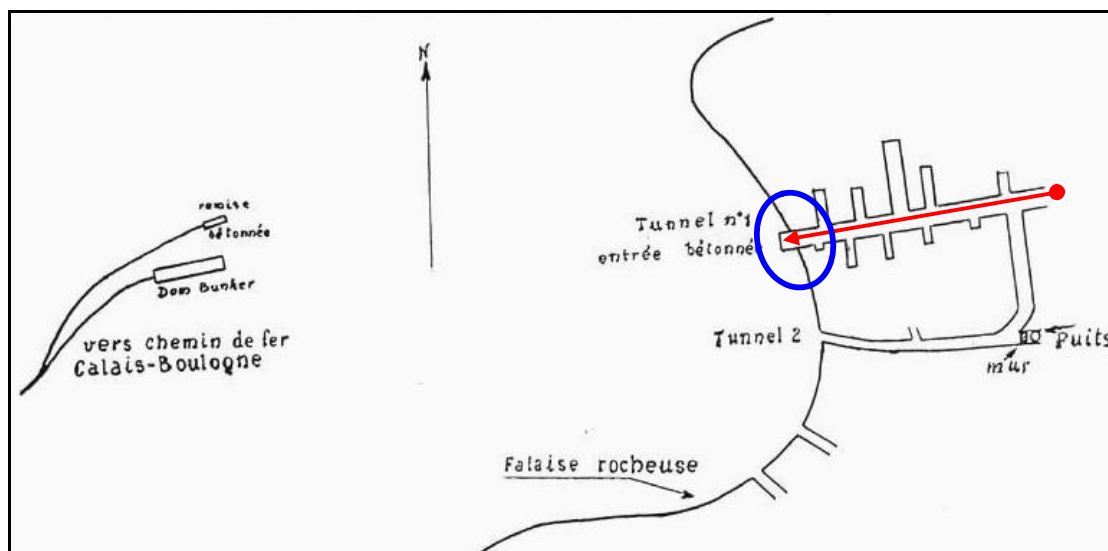 N
remise
bétonnée
Dom Bunker
vers chemin de fer
Calais-Boulogne
Tunnel n°1
entrée bétonnée
Tunnel 2
Puits
mur
Falaise rocheuse